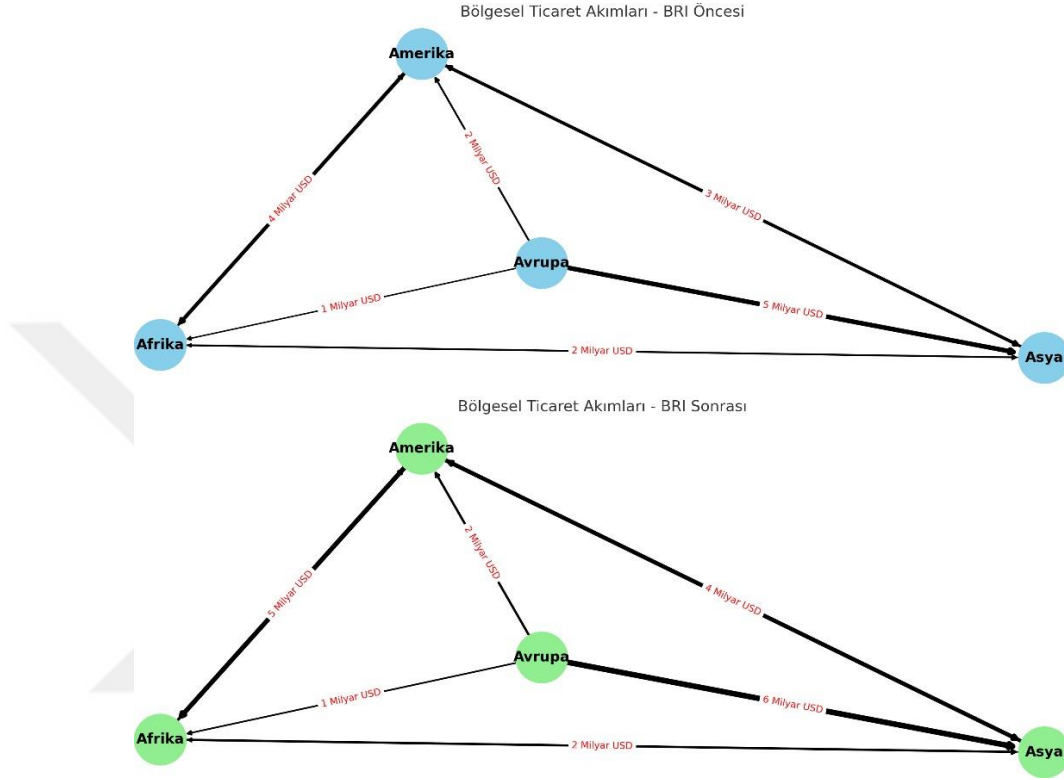 Bölgesel Ticaret Akımları - BRI Öncesi
Amerika
2 Milyar USD
4 Milyar USD
3 Milyar USD
Avrupa
1 Milyar USD
5 Milyar USD
Afrika
2 Milyar USD
Asya
Bölgesel Ticaret Akımları - BRI Sonrası
Amerika
2 Milyar USD
5 Milyar USD
4 Milyar USD
Avrupa
1 Milyar USD
6 Milyar USD
Afrika
2 Milyar USD
Asya